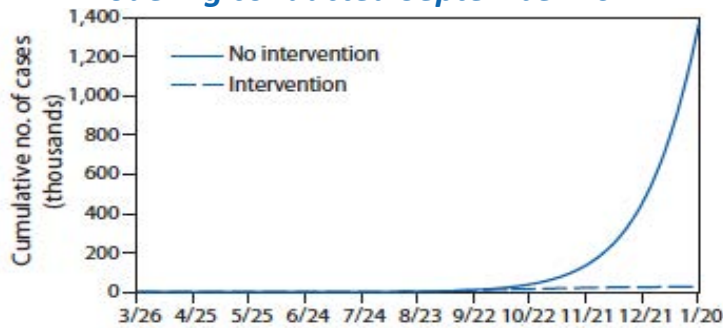 1,400
1,200
1,000
800
600
400
200
0
Cumulative no. of cases
(thousands)
No intervention
Intervention
3/26 4/25 5/25 6/24 7/24 8/23 9/22 10/22 11/21 12/21 1/20